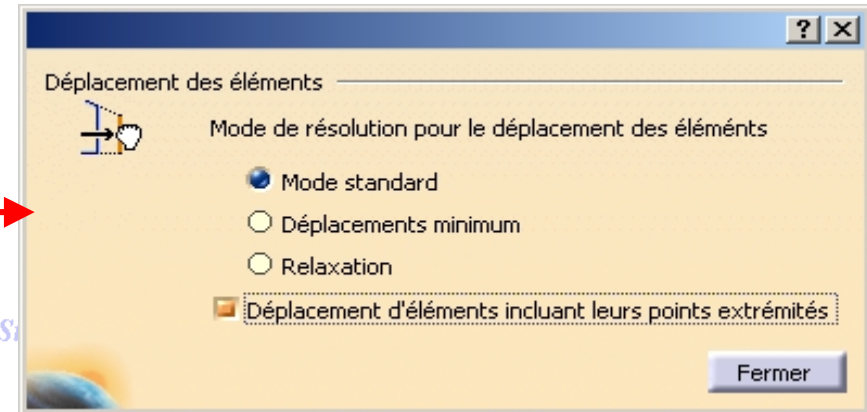 Déplacement des éléments
Mode de résolution pour le déplacement des éléménts
Mode standard
Déplacements minimum
Relaxation
Déplacement d'éléments incluant leurs points extrémités
Fermer